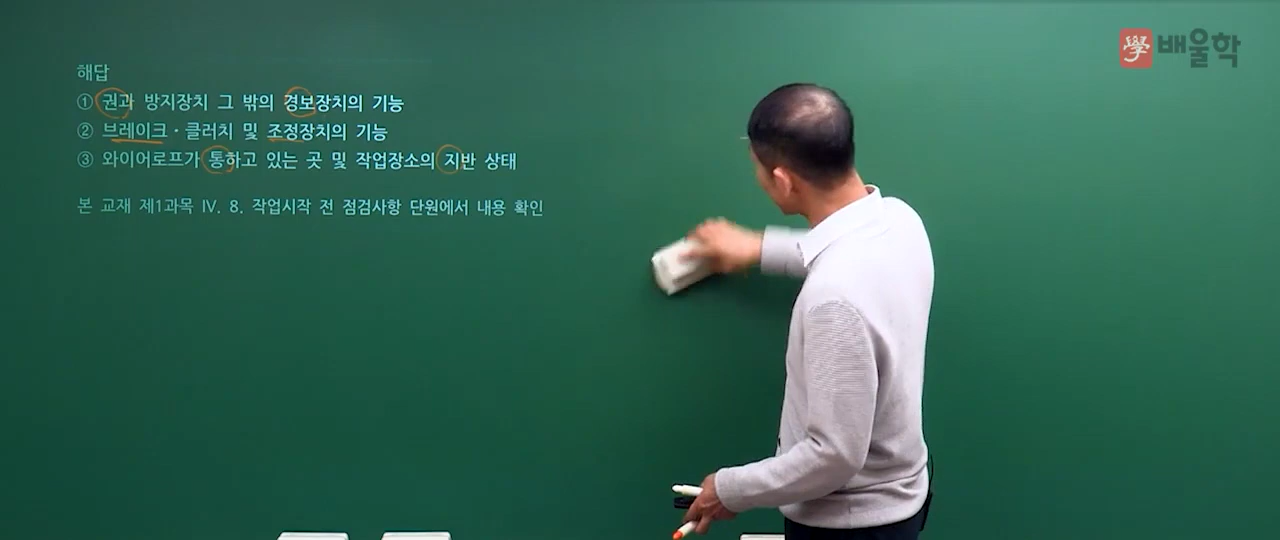 學 배울학
해답
① 권과 방지장치 그 밖의 경보장치의 기능
② 브레이크·클러치 및 조정장치의 기능
③ 와이어로프가 통하고 있는 곳 및 작업장소의 지반 상태
본 교재 제1과목 Ⅳ. 8. 작업시작 전 점검사항 단원에서 내용 확인